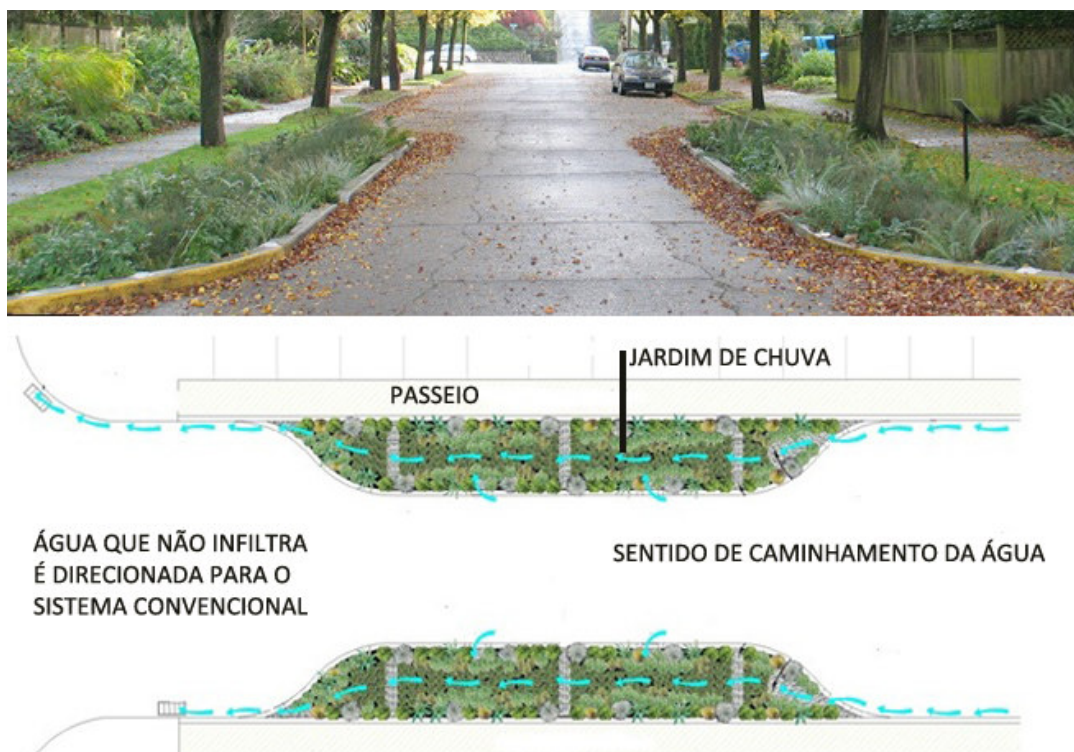 JARDIM DE CHUVA
PASSEIO
ÁGUA QUE NÃO INFILTRA
É DIRECIONADA PARA O
SISTEMA CONVENCIONAL
SENTIDO DE CAMINHAMENTO DA ÁGUA